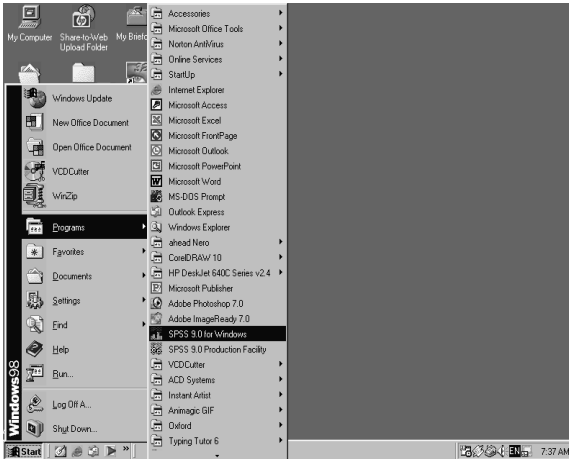 My Computer
Share-to-Web
Upload Folder
My Briefc
Windows Update
New Office Document
Open Office Document
VCDCutter
WinZip
Programs
Favorites
Documents
Settings
Find
Help
Run...
Log Off A...
Shut Down...
Windows98
Accessories
Microsoft Office Tools
Norton AntiVirus
Online Services
StartUp
Internet Explorer
Microsoft Access
Microsoft Excel
Microsoft FrontPage
Microsoft Outlook
Microsoft PowerPoint
Microsoft Word
MS-DOS Prompt
Outlook Express
Windows Explorer
ahead Nero
CorelDRAW 10
HP DeskJet 640C Series v2.4
Microsoft Publisher
Adobe Photoshop 7.0
Adobe ImageReady 7.0
SPSS 9.0 for Windows
SPSS 9.0 Production Facility
VCDCutter
ACD Systems
Instant Artist
Animagic GIF
Oxford
Typing Tutor 6
Start
»
EN
7:37 AM